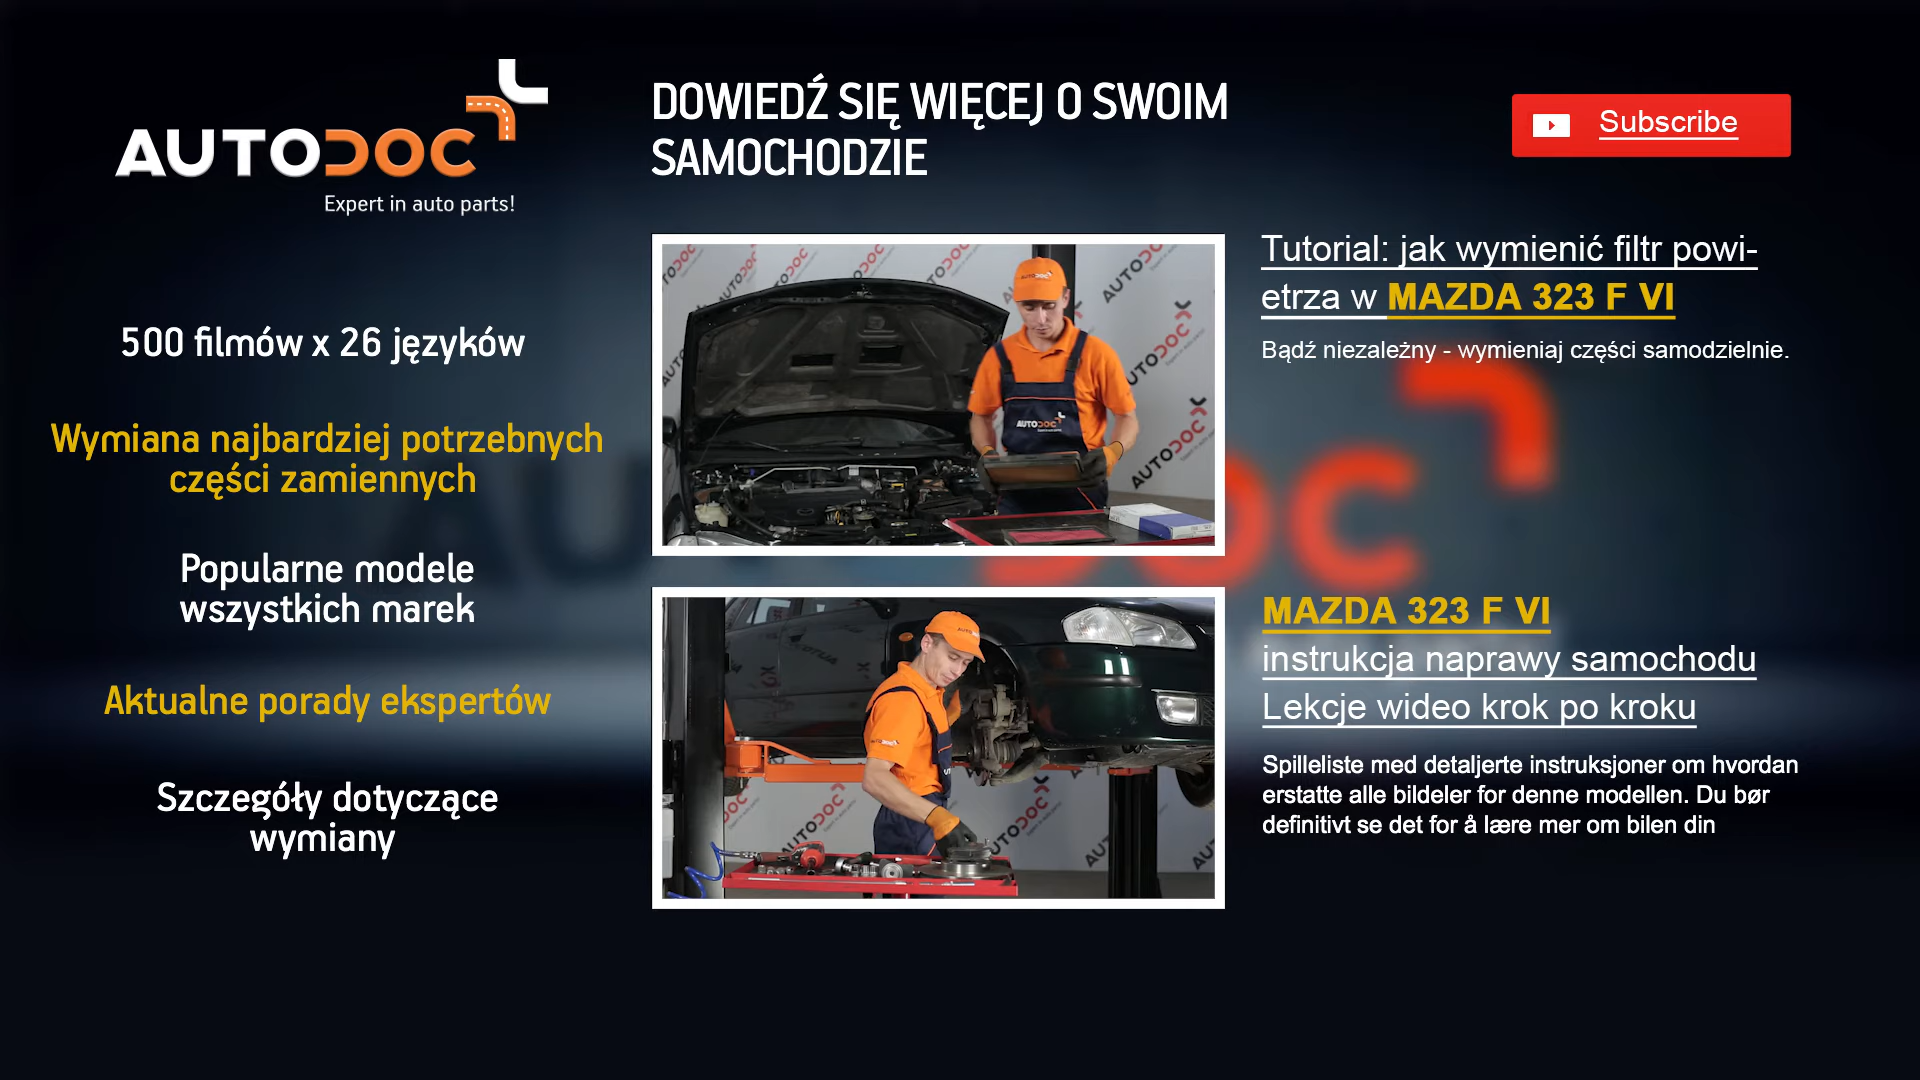 AUTODOC
Expert in auto parts!
500 filmów x 26 języków
Wymiana najbardziej potrzebnych
części zamiennych
Popularne modele
wszystkich marek
Aktualne porady ekspertów
Szczegóły dotyczące
wymiany
DOWIEDŹ SIĘ WIĘCEJ O SWOIM
SAMOCHODZIE
Subscribe
Tutorial: jak wymienić filtr powi-
etrza w MAZDA 323 F VI
Bądź niezależny - wymieniaj części samodzielnie.
MAZDA 323 F VI
instrukcja naprawy samochodu
Lekcje wideo krok po kroku
Spilleliste med detaljerte instruksjoner om hvordan
erstatte alle bildeler for denne modellen. Du bør
definitivt se det for å lære mer om bilen din